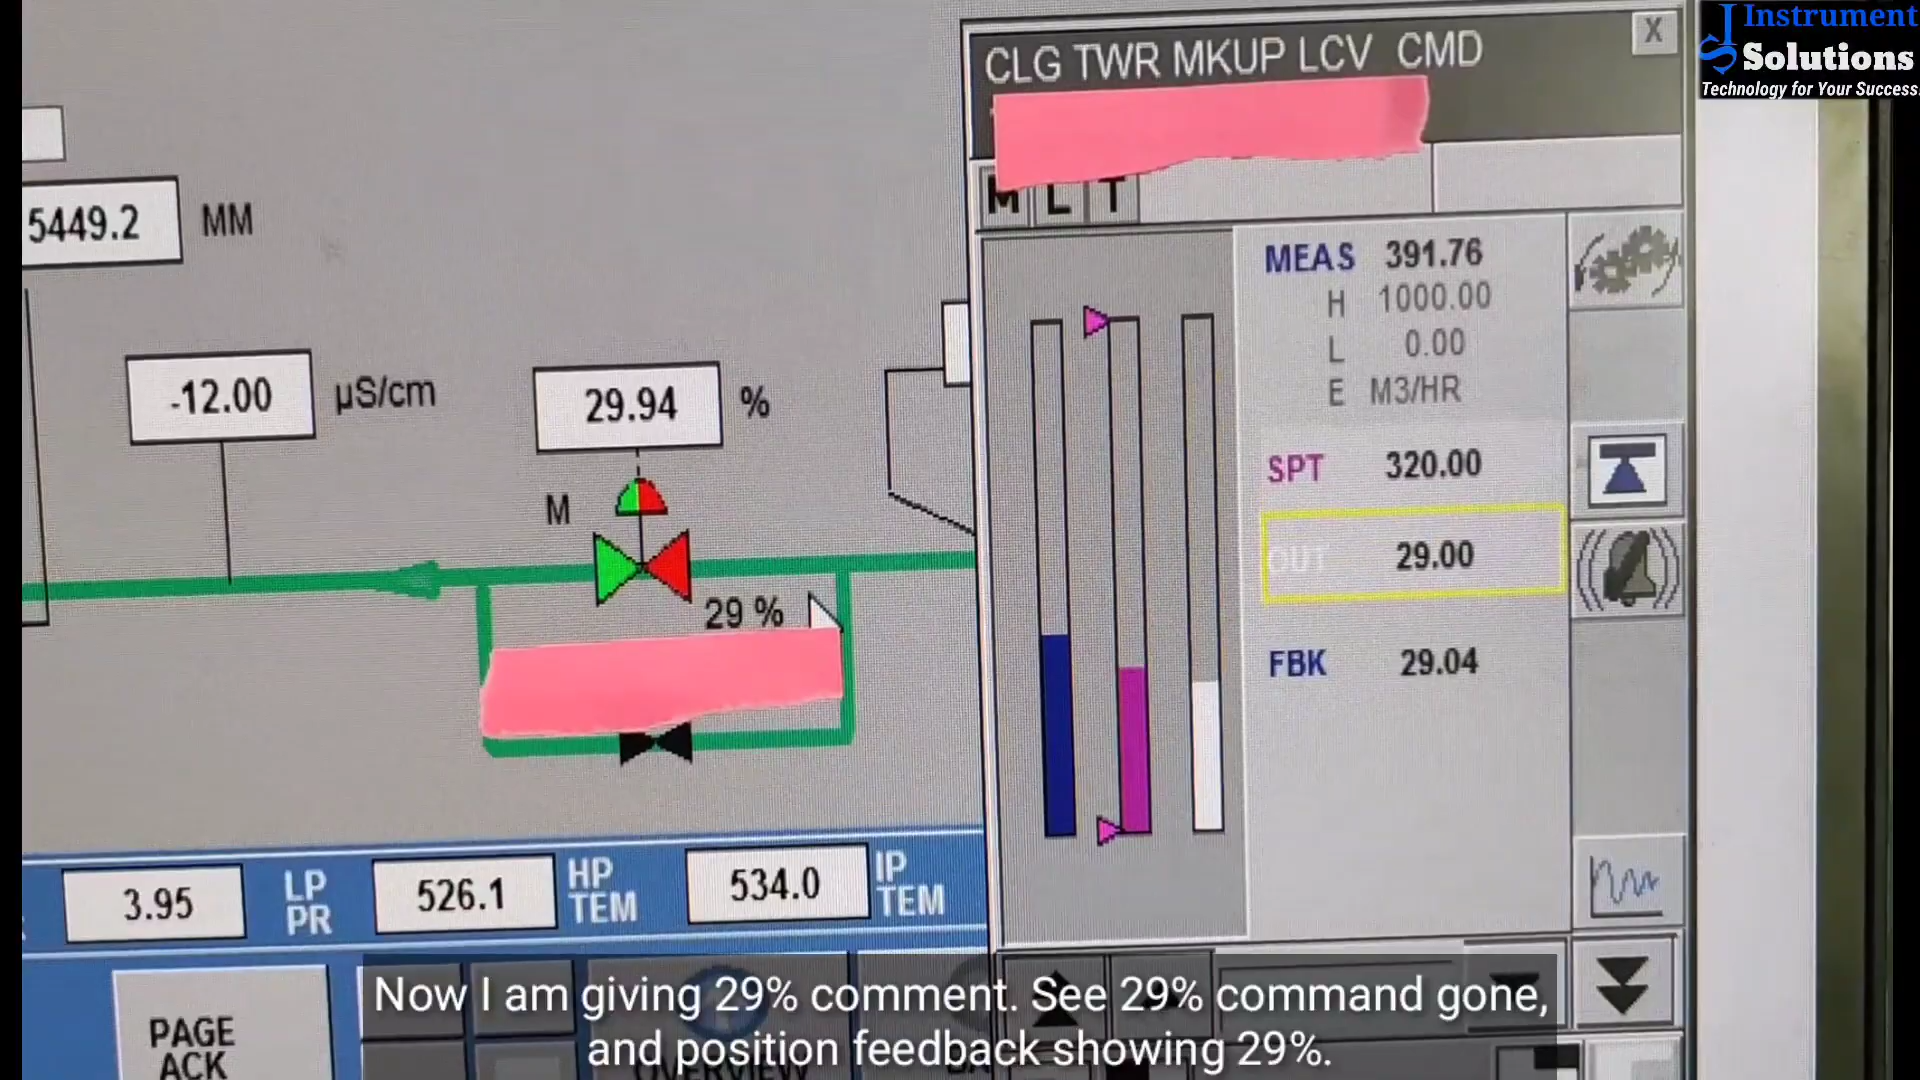 Instrument
Solutions
Technology for Your Success.
CLG TWR MKUP LCV CMD
X
M L T
5449.2 MM
MEAS 391.76
H 1000.00
L 0.00
E M3/HR
-12.00 µS/cm
29.94 %
M
SPT 320.00
OUT 29.00
29 %
FBK 29.04
3.95 LP PR
526.1 HP TEM
534.0 IP TEM
PAGE
ACK
OVERVIEW
Now I am giving 29% comment. See 29% command gone,
and position feedback showing 29%.